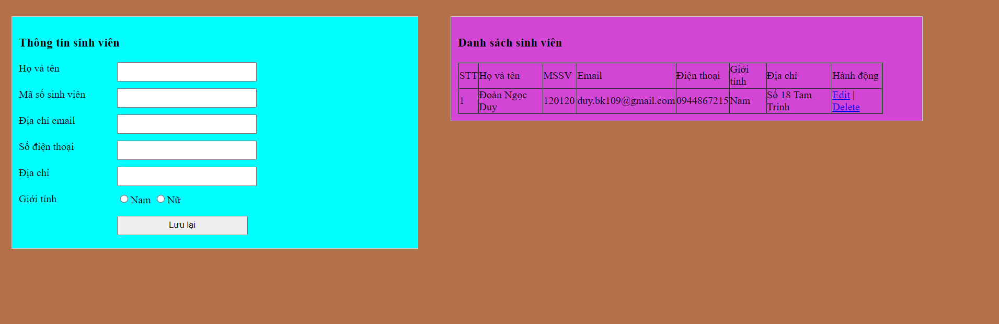 Thông tin sinh viên
Họ và tên
Mã số sinh viên
Địa chỉ email
Số điện thoại
Địa chỉ
Giới tính
Nam Nữ
Lưu lại
Danh sách sinh viên
STT Họ và tên MSSV Email Điện thoại Giới tính Địa chỉ Hành động
1 Đoàn Ngọc Duy 120120 duy.bk109@gmail.com 0944867215 Nam Số 18 Tam Trinh Edit | Delete